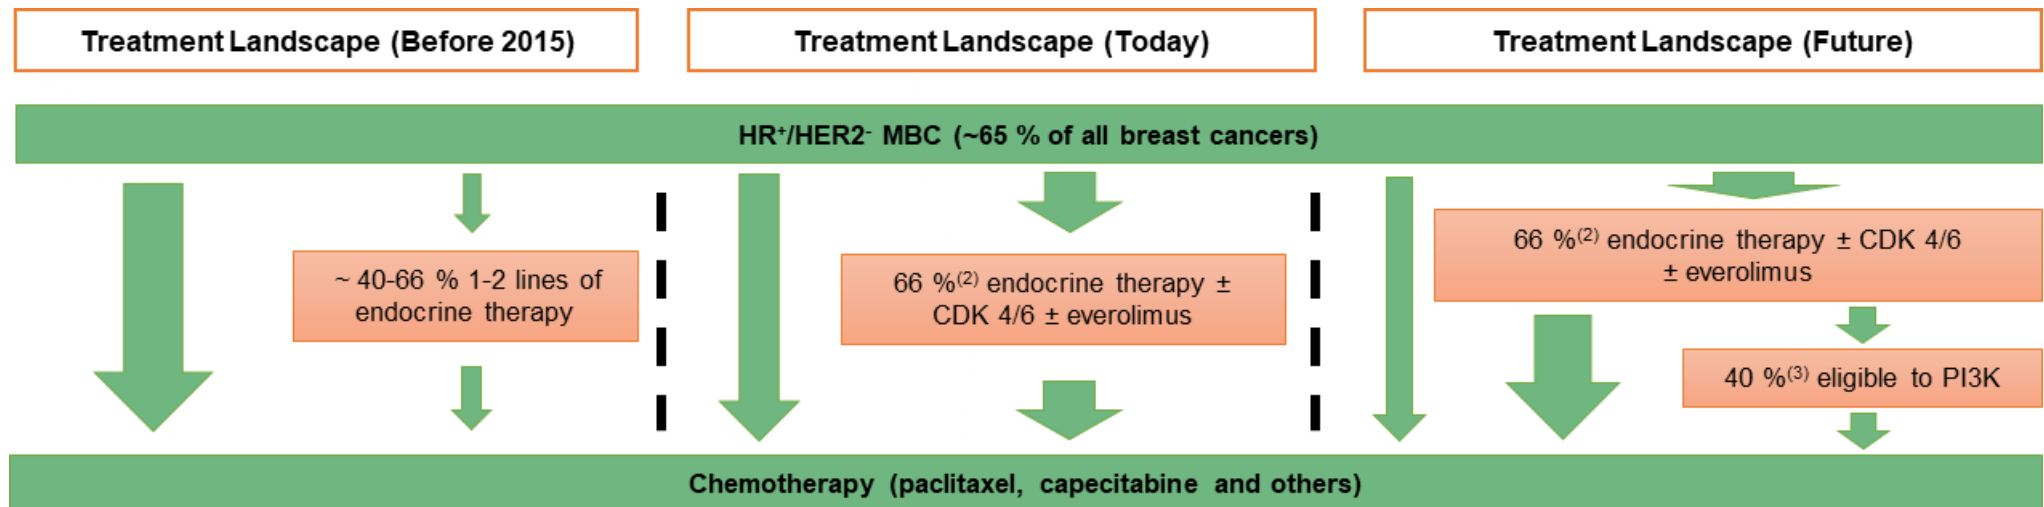 Treatment Landscape (Before 2015)
Treatment Landscape (Today)
Treatment Landscape (Future)
HR⁺/HER2⁻ MBC (~65 % of all breast cancers)
~ 40-66 % 1-2 lines of
endocrine therapy
66 %⁽²⁾ endocrine therapy ±
CDK 4/6 ± everolimus
66 %⁽²⁾ endocrine therapy ± CDK 4/6
± everolimus
40 %⁽³⁾ eligible to PI3K
Chemotherapy (paclitaxel, capecitabine and others)